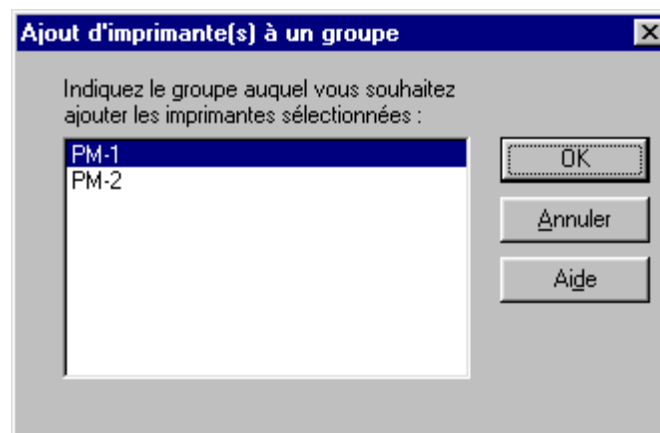 Ajout d'imprimante(s) à un groupe
Indiquez le groupe auquel vous souhaitez
ajouter les imprimantes sélectionnées :
PM-1
PM-2
OK
Annuler
Aide